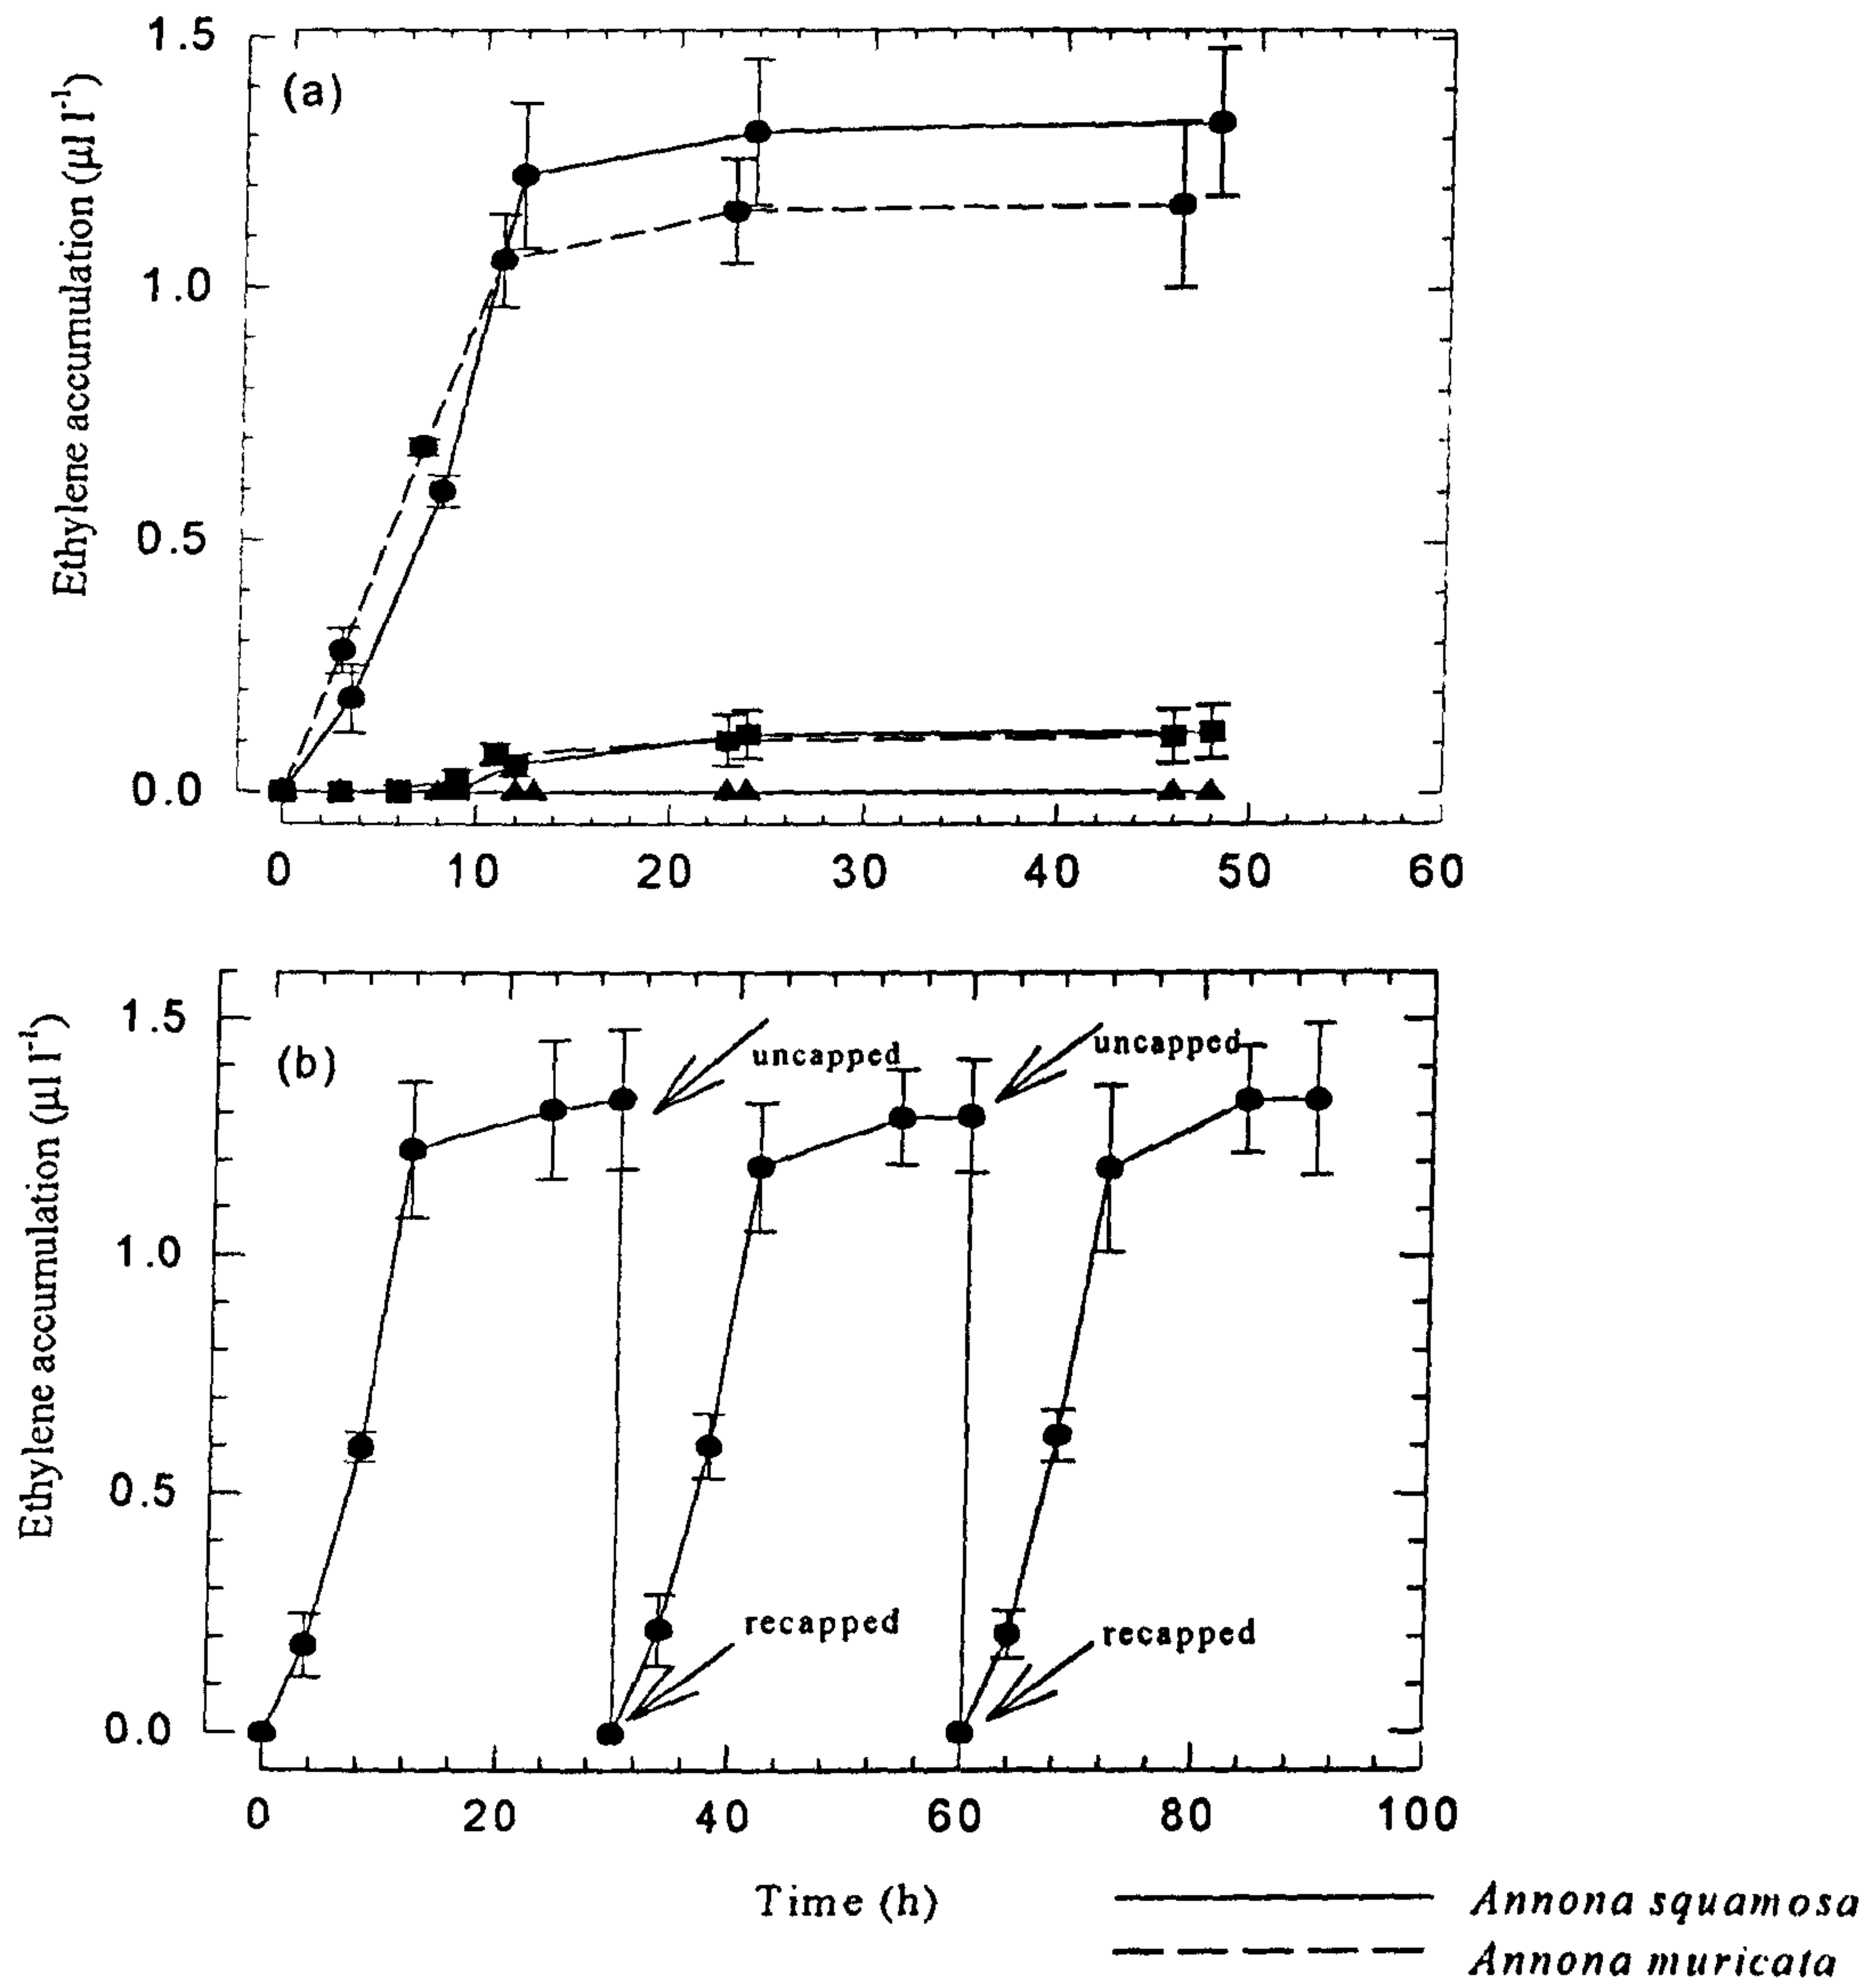 1.5
(a)
1.0
0.5
0.0
Ethylene accumulation (µl l⁻¹)
0 10 20 30 40 50 60
1.5
(b)
uncapped
uncapped
1.0
0.5
recapped
recapped
0.0
Ethylene accumulation (µl l⁻¹)
0 20 40 60 80 100
Time (h)
Annona squamosa
Annona muricata